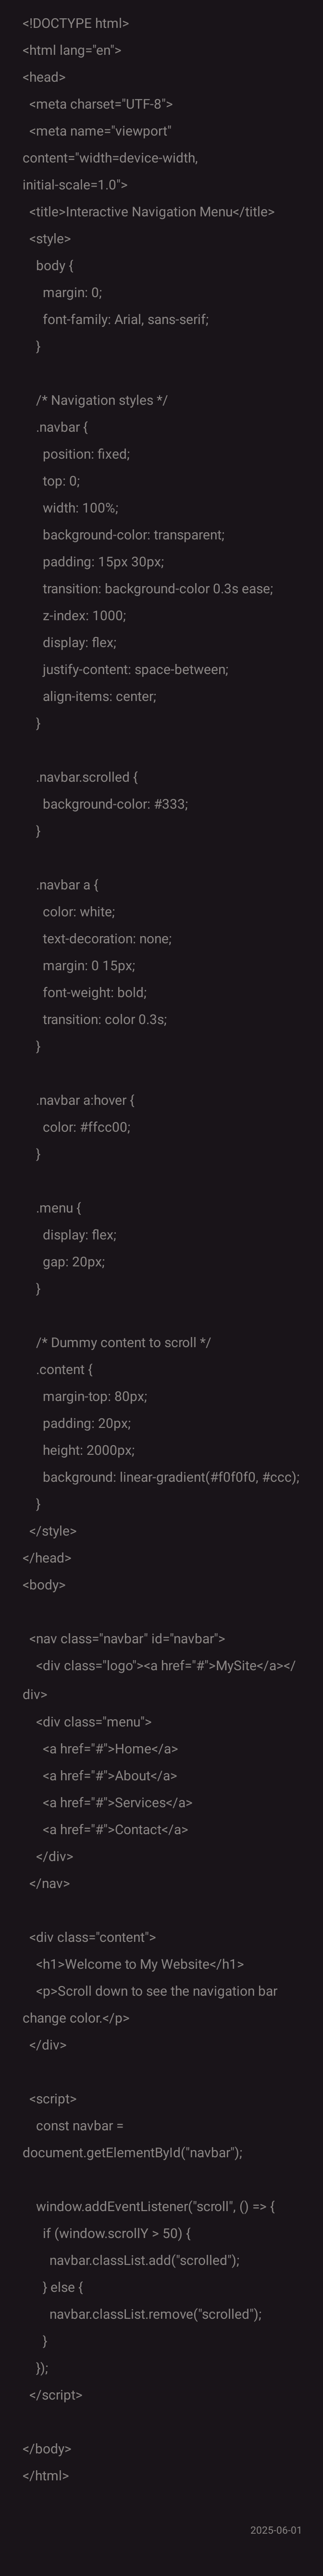 <!DOCTYPE html>
<html lang="en">
<head>
  <meta charset="UTF-8">
  <meta name="viewport"
content="width=device-width,
initial-scale=1.0">
  <title>Interactive Navigation Menu</title>
  <style>
    body {
      margin: 0;
      font-family: Arial, sans-serif;
    }

    /* Navigation styles */
    .navbar {
      position: fixed;
      top: 0;
      width: 100%;
      background-color: transparent;
      padding: 15px 30px;
      transition: background-color 0.3s ease;
      z-index: 1000;
      display: flex;
      justify-content: space-between;
      align-items: center;
    }

    .navbar.scrolled {
      background-color: #333;
    }

    .navbar a {
      color: white;
      text-decoration: none;
      margin: 0 15px;
      font-weight: bold;
      transition: color 0.3s;
    }

    .navbar a:hover {
      color: #ffcc00;
    }

    .menu {
      display: flex;
      gap: 20px;
    }

    /* Dummy content to scroll */
    .content {
      margin-top: 80px;
      padding: 20px;
      height: 2000px;
      background: linear-gradient(#f0f0f0, #ccc);
    }
  </style>
</head>
<body>

  <nav class="navbar" id="navbar">
    <div class="logo"><a href="#">MySite</a></
div>
    <div class="menu">
      <a href="#">Home</a>
      <a href="#">About</a>
      <a href="#">Services</a>
      <a href="#">Contact</a>
    </div>
  </nav>

  <div class="content">
    <h1>Welcome to My Website</h1>
    <p>Scroll down to see the navigation bar
change color.</p>
  </div>

  <script>
    const navbar =
document.getElementById("navbar");

    window.addEventListener("scroll", () => {
      if (window.scrollY > 50) {
        navbar.classList.add("scrolled");
      } else {
        navbar.classList.remove("scrolled");
      }
    });
  </script>

</body>
</html>

2025-06-01